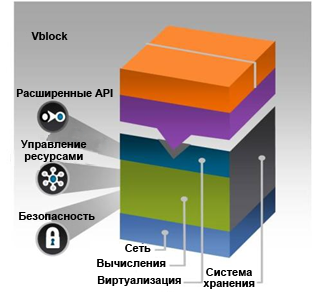 Vblock
Расширенные API
Управление
ресурсами
Безопасность
Сеть
Вычисления
Виртуализация
Система
хранения